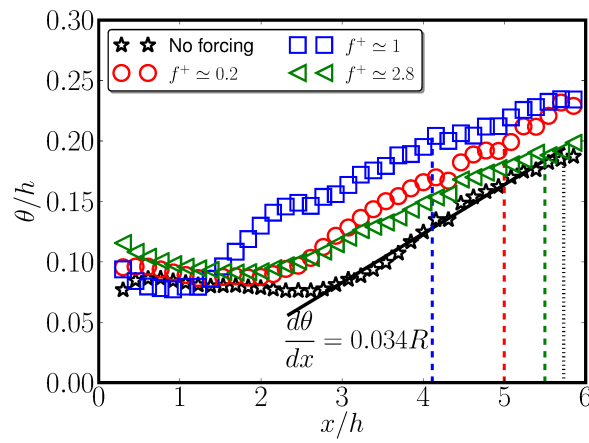 0.30
0.25
0.20
0.15
0.10
0.05
0.00
θ/h
No forcing
f⁺ ≃ 0.2
f⁺ ≃ 1
f⁺ ≃ 2.8
dθ
dx
= 0.034R
0 1 2 3 4 5 6
x/h